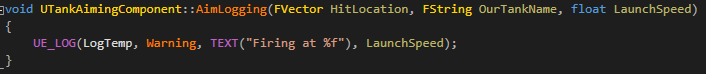 void UTankAimingComponent::AimLogging(FVector HitLocation, FString OurTankName, float LaunchSpeed)
{
UE_LOG(LogTemp, Warning, TEXT("Firing at %f"), LaunchSpeed);
}